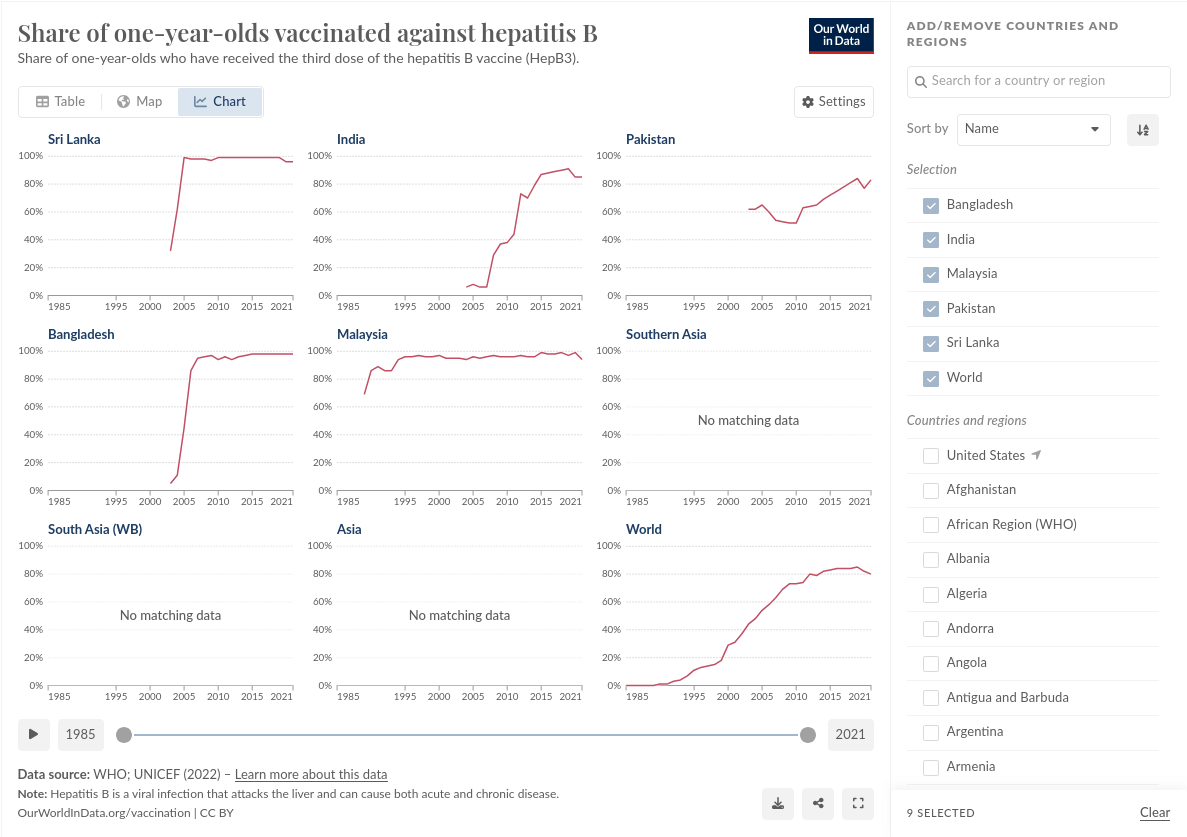 Share of one-year-olds vaccinated against hepatitis B
Share of one-year-olds who have received the third dose of the hepatitis B vaccine (HepB3).
Our World
in Data
Table Map Chart
Settings
Sri Lanka
100%
80%
60%
40%
20%
0%
1985 1995 2000 2005 2010 2015 2021
India
100%
80%
60%
40%
20%
0%
1985 1995 2000 2005 2010 2015 2021
Pakistan
100%
80%
60%
40%
20%
0%
1985 1995 2000 2005 2010 2015 2021
Bangladesh
100%
80%
60%
40%
20%
0%
1985 1995 2000 2005 2010 2015 2021
Malaysia
100%
80%
60%
40%
20%
0%
1985 1995 2000 2005 2010 2015 2021
Southern Asia
100%
80%
60%
No matching data
40%
20%
0%
1985 1995 2000 2005 2010 2015 2021
South Asia (WB)
100%
80%
60%
No matching data
40%
20%
0%
1985 1995 2000 2005 2010 2015 2021
Asia
100%
80%
60%
No matching data
40%
20%
0%
1985 1995 2000 2005 2010 2015 2021
World
100%
80%
60%
40%
20%
0%
1985 1995 2000 2005 2010 2015 2021
1985 2021
Data source: WHO; UNICEF (2022) – Learn more about this data
Note: Hepatitis B is a viral infection that attacks the liver and can cause both acute and chronic disease.
OurWorldInData.org/vaccination | CC BY
ADD/REMOVE COUNTRIES AND
REGIONS
Search for a country or region
Sort by Name
Selection
Bangladesh
India
Malaysia
Pakistan
Sri Lanka
World
Countries and regions
United States
Afghanistan
African Region (WHO)
Albania
Algeria
Andorra
Angola
Antigua and Barbuda
Argentina
Armenia
9 SELECTED Clear